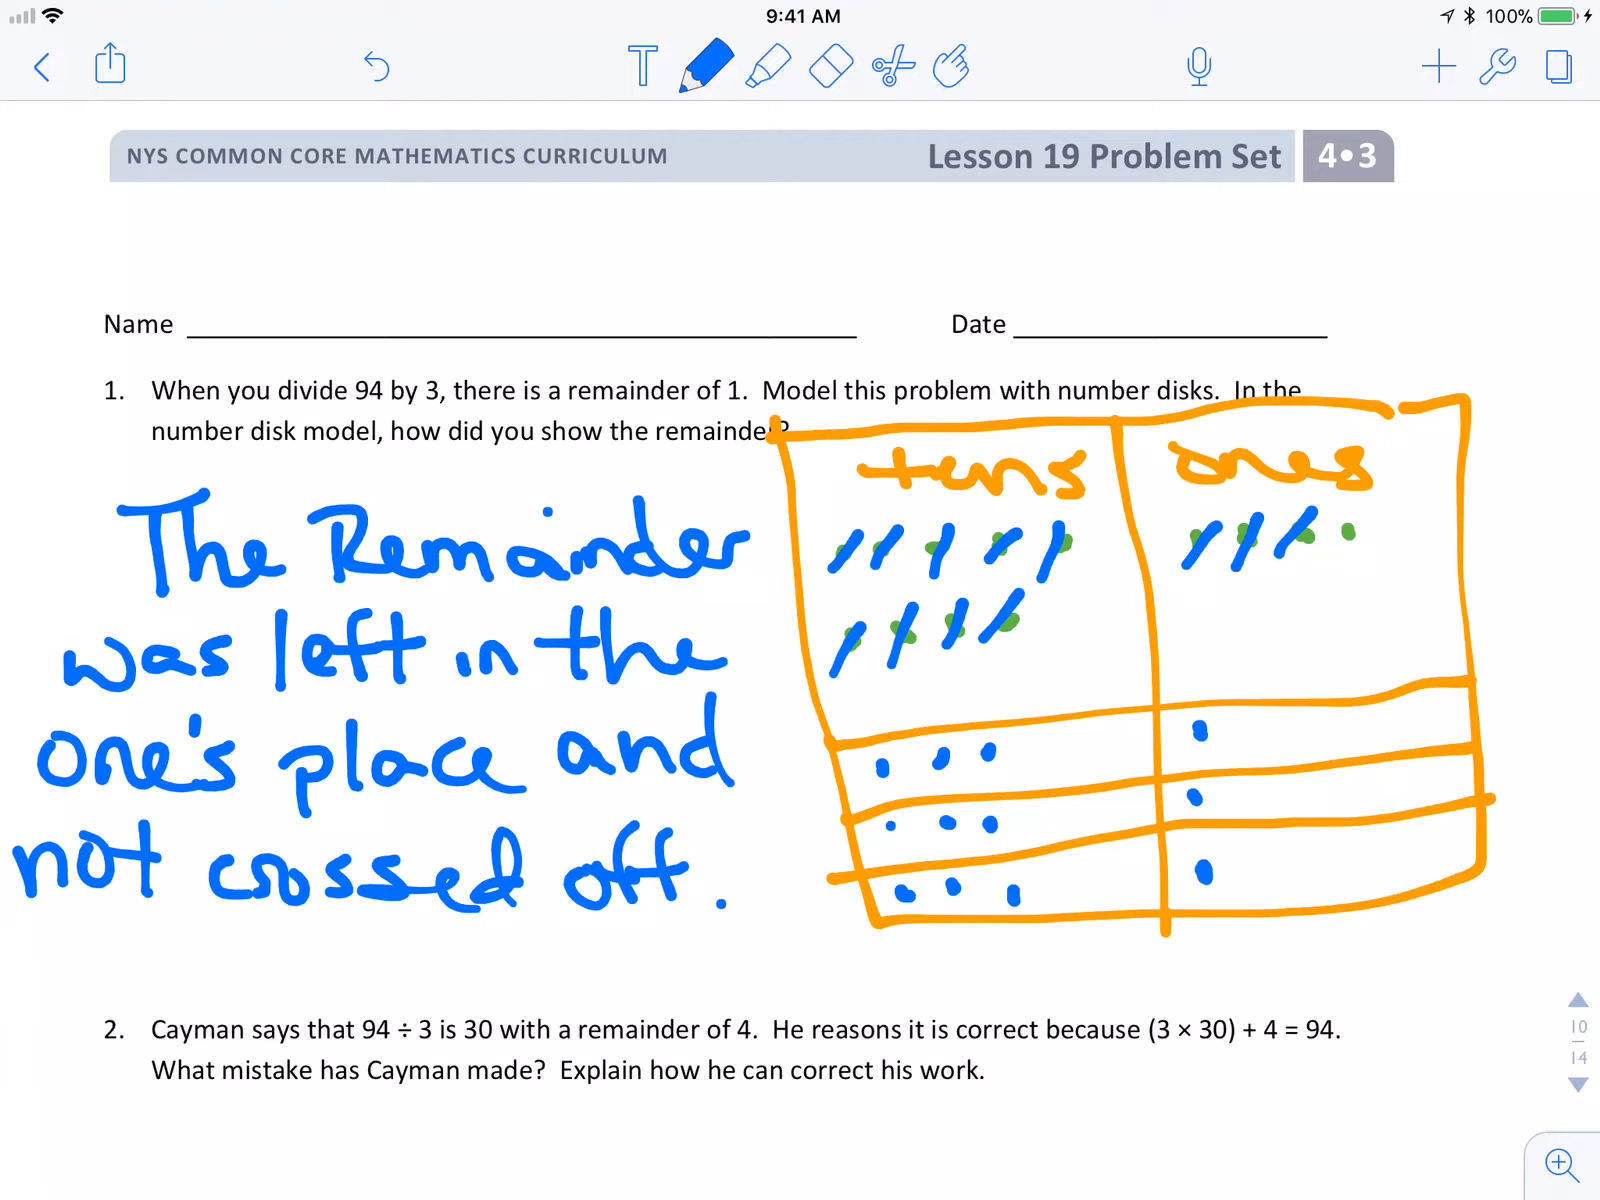 9:41 AM
100%
T
NYS COMMON CORE MATHEMATICS CURRICULUM
Lesson 19 Problem Set
4•3
Name
Date
1. When you divide 94 by 3, there is a remainder of 1. Model this problem with number disks. In the
number disk model, how did you show the remainder?
tens
ones
The Remainder
was left in the
one's place and
not crossed off.
2. Cayman says that 94 ÷ 3 is 30 with a remainder of 4. He reasons it is correct because (3 × 30) + 4 = 94.
What mistake has Cayman made? Explain how he can correct his work.
10
14